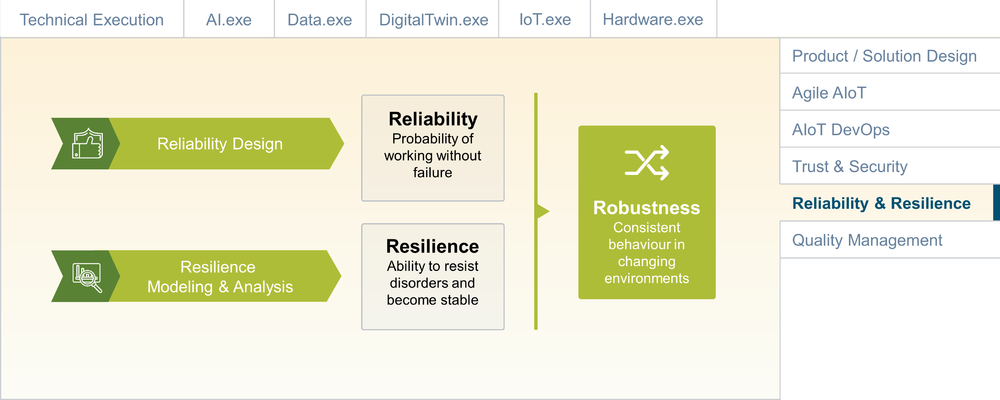 Technical Execution
AI.exe
Data.exe
DigitalTwin.exe
IoT.exe
Hardware.exe
Reliability Design
Reliability
Probability of
working without
failure
Resilience
Modeling & Analysis
Resilience
Ability to resist
disorders and
become stable
Robustness
Consistent
behaviour in
changing
environments
Product / Solution Design
Agile AIoT
AIoT DevOps
Trust & Security
Reliability & Resilience
Quality Management